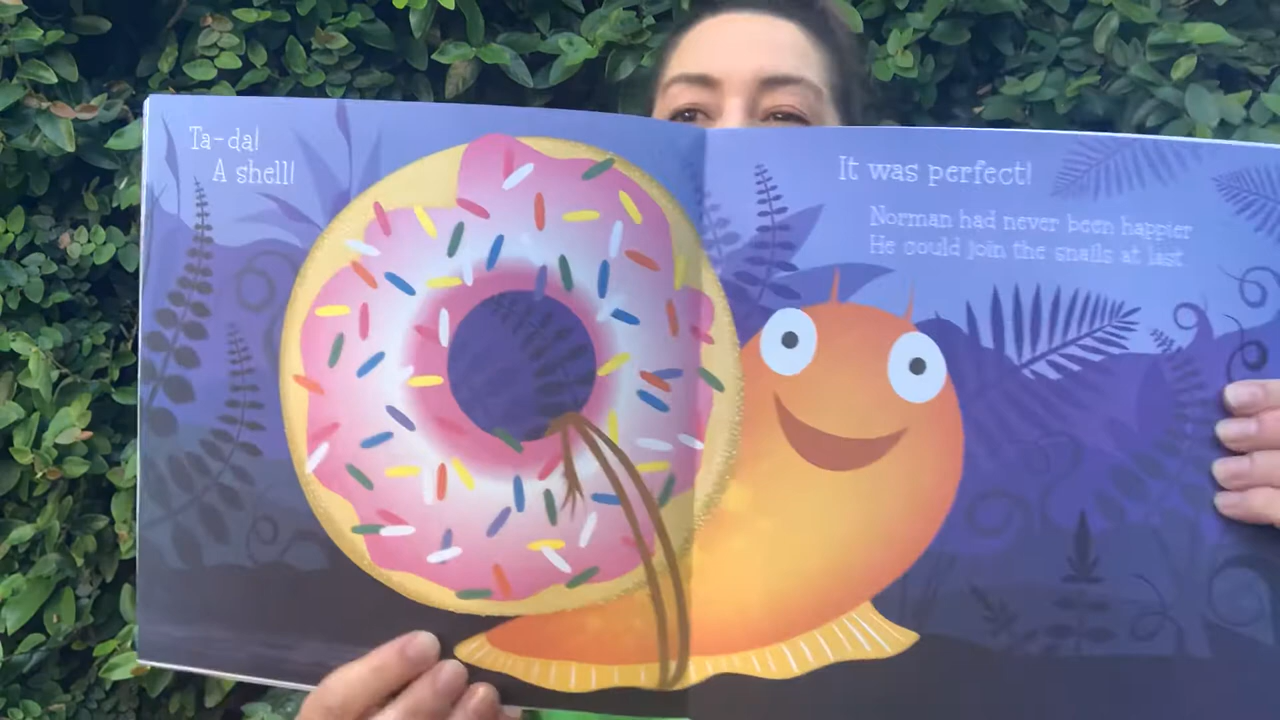 Ta-da!
A shell!
It was perfect!
Norman had never been happier
He could join the snails at last